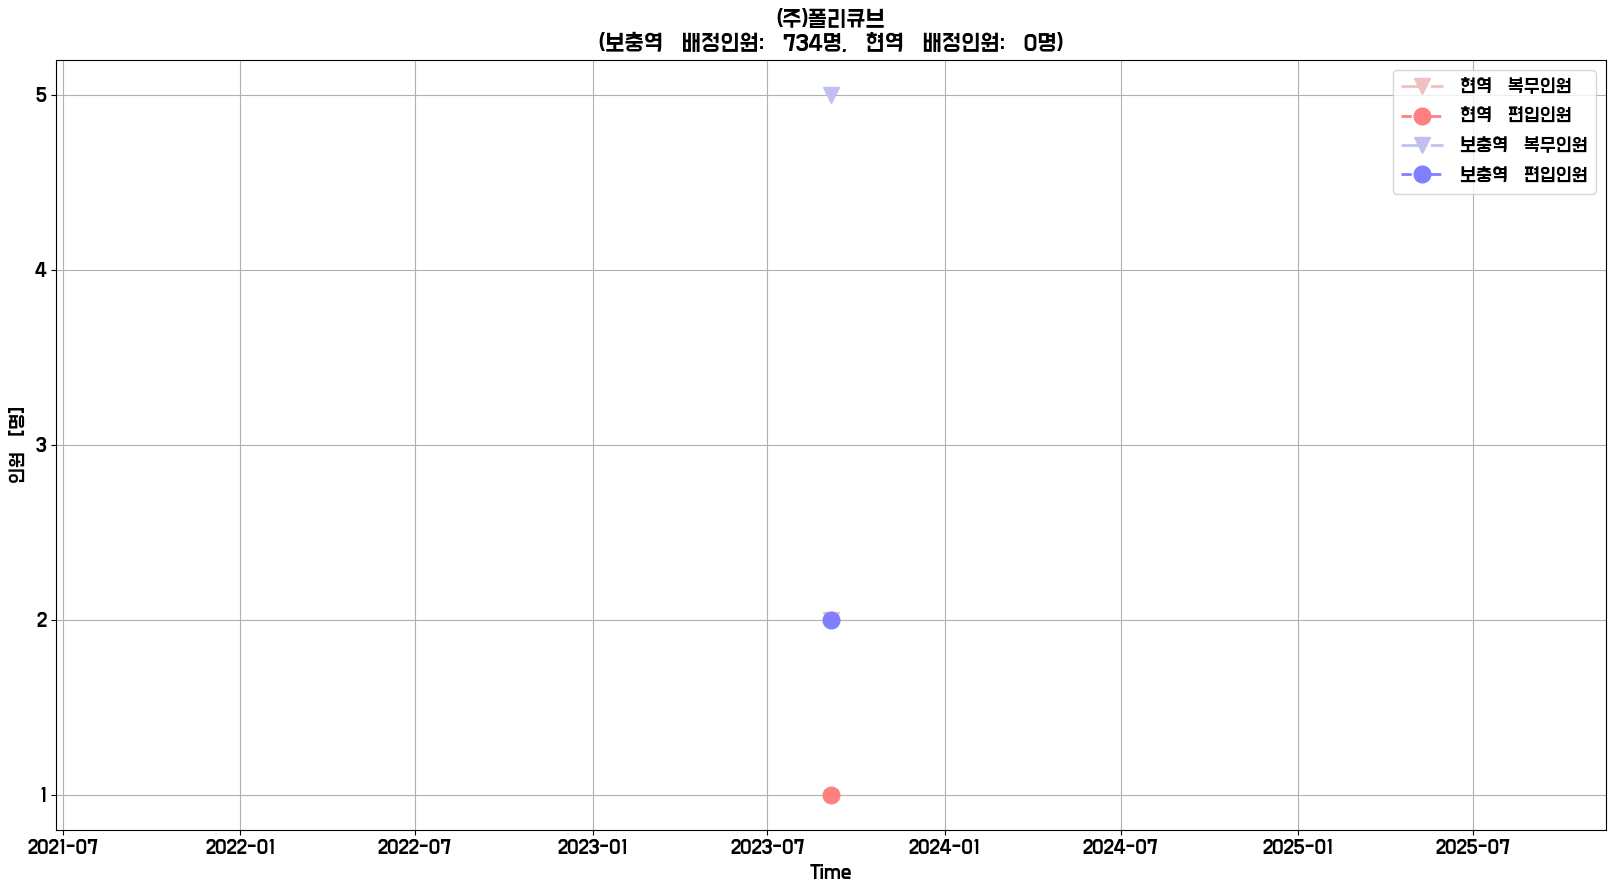 (주)폴리큐브
(보충역 배정인원: 734명, 현역 배정인원: 0명)
현역 복무인원
현역 편입인원
보충역 복무인원
보충역 편입인원
5
4
3
2
1
인원 [명]
2021-07 2022-01 2022-07 2023-01 2023-07 2024-01 2024-07 2025-01 2025-07
Time